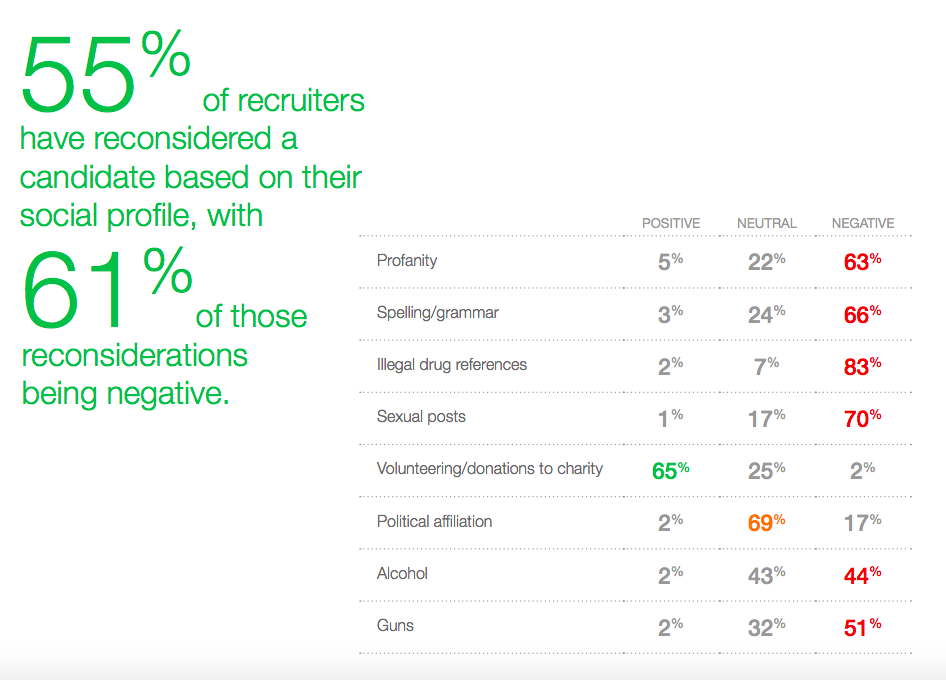 55% of recruiters
have reconsidered a
candidate based on their
social profile, with
61% of those
reconsiderations
being negative.
POSITIVE NEUTRAL NEGATIVE
Profanity 5% 22% 63%
Spelling/grammar 3% 24% 66%
Illegal drug references 2% 7% 83%
Sexual posts 1% 17% 70%
Volunteering/donations to charity 65% 25% 2%
Political affiliation 2% 69% 17%
Alcohol 2% 43% 44%
Guns 2% 32% 51%